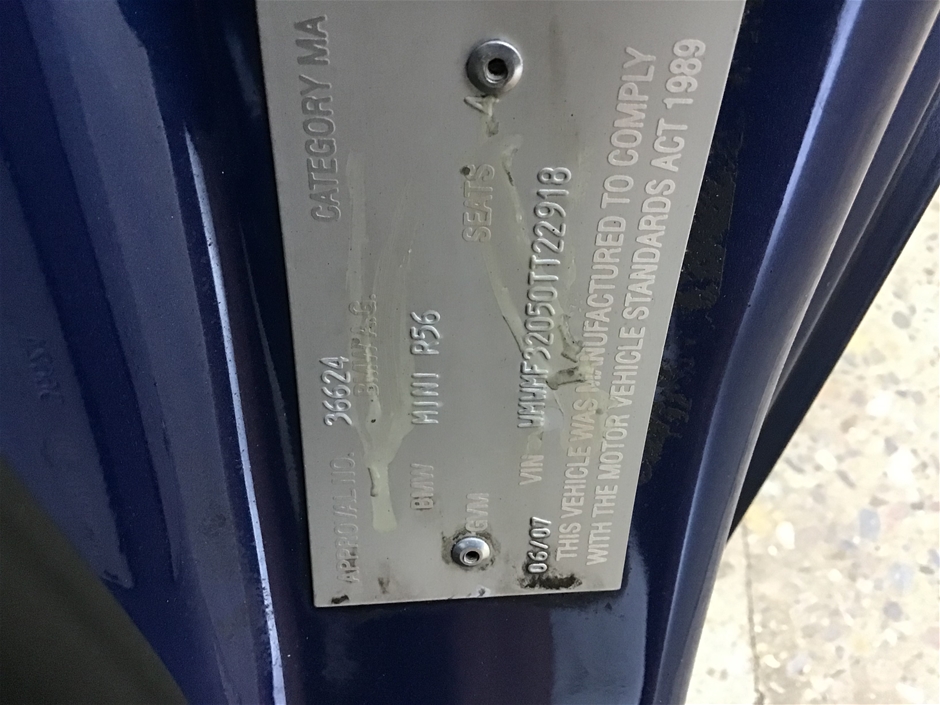 APPROVAL NO. 36624 CATEGORY MA
BMW A.G.
BMW MINI R56
GVM SEATS 4
VIN WMWMF32050TT22918
06/07
THIS VEHICLE WAS MANUFACTURED TO COMPLY
WITH THE MOTOR VEHICLE STANDARDS ACT 1989